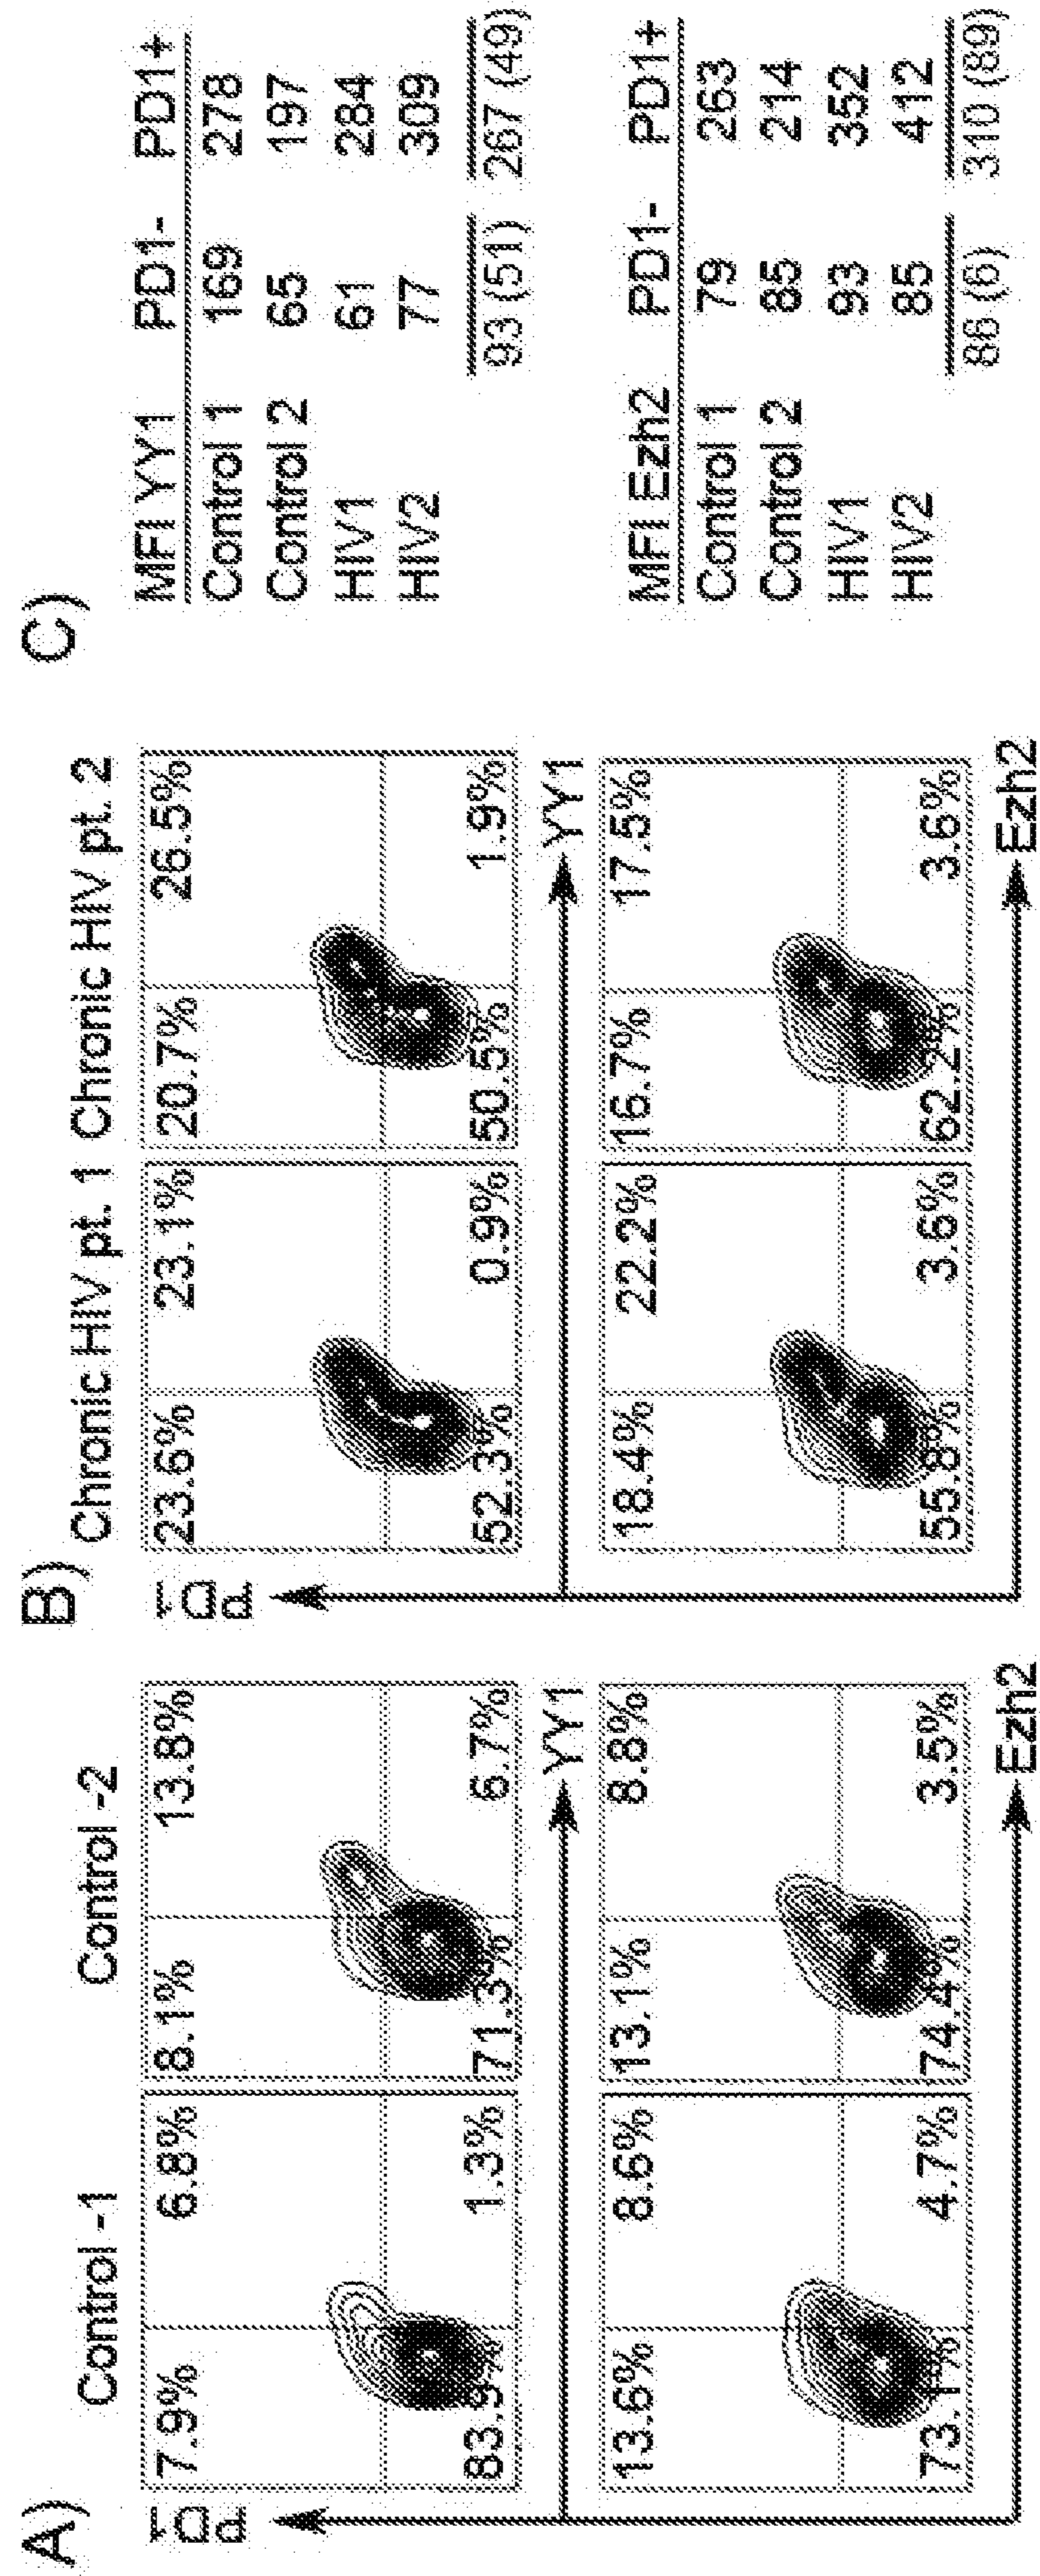 A)
Control -1
Control -2
PD1
7.9%
6.8%
8.1%
13.8%
83.9%
1.3%
71.3%
6.7%
YY1
13.6%
8.6%
13.1%
8.8%
73.1%
4.7%
74.4%
3.5%
Ezh2
B)
Chronic HIV pt. 1
Chronic HIV pt. 2
PD1
23.6%
23.1%
20.7%
26.5%
52.3%
0.9%
50.5%
1.9%
YY1
18.4%
22.2%
16.7%
17.5%
55.8%
3.6%
62.2%
3.6%
Ezh2
C)
MFI YY1 PD1- PD1+
Control 1 169 278
Control 2 65 197
HIV1 61 284
HIV2 77 309
93 (51) 267 (49)
MFI Ezh2 PD1- PD1+
Control 1 79 263
Control 2 85 214
HIV1 93 352
HIV2 85 412
86 (6) 310 (89)